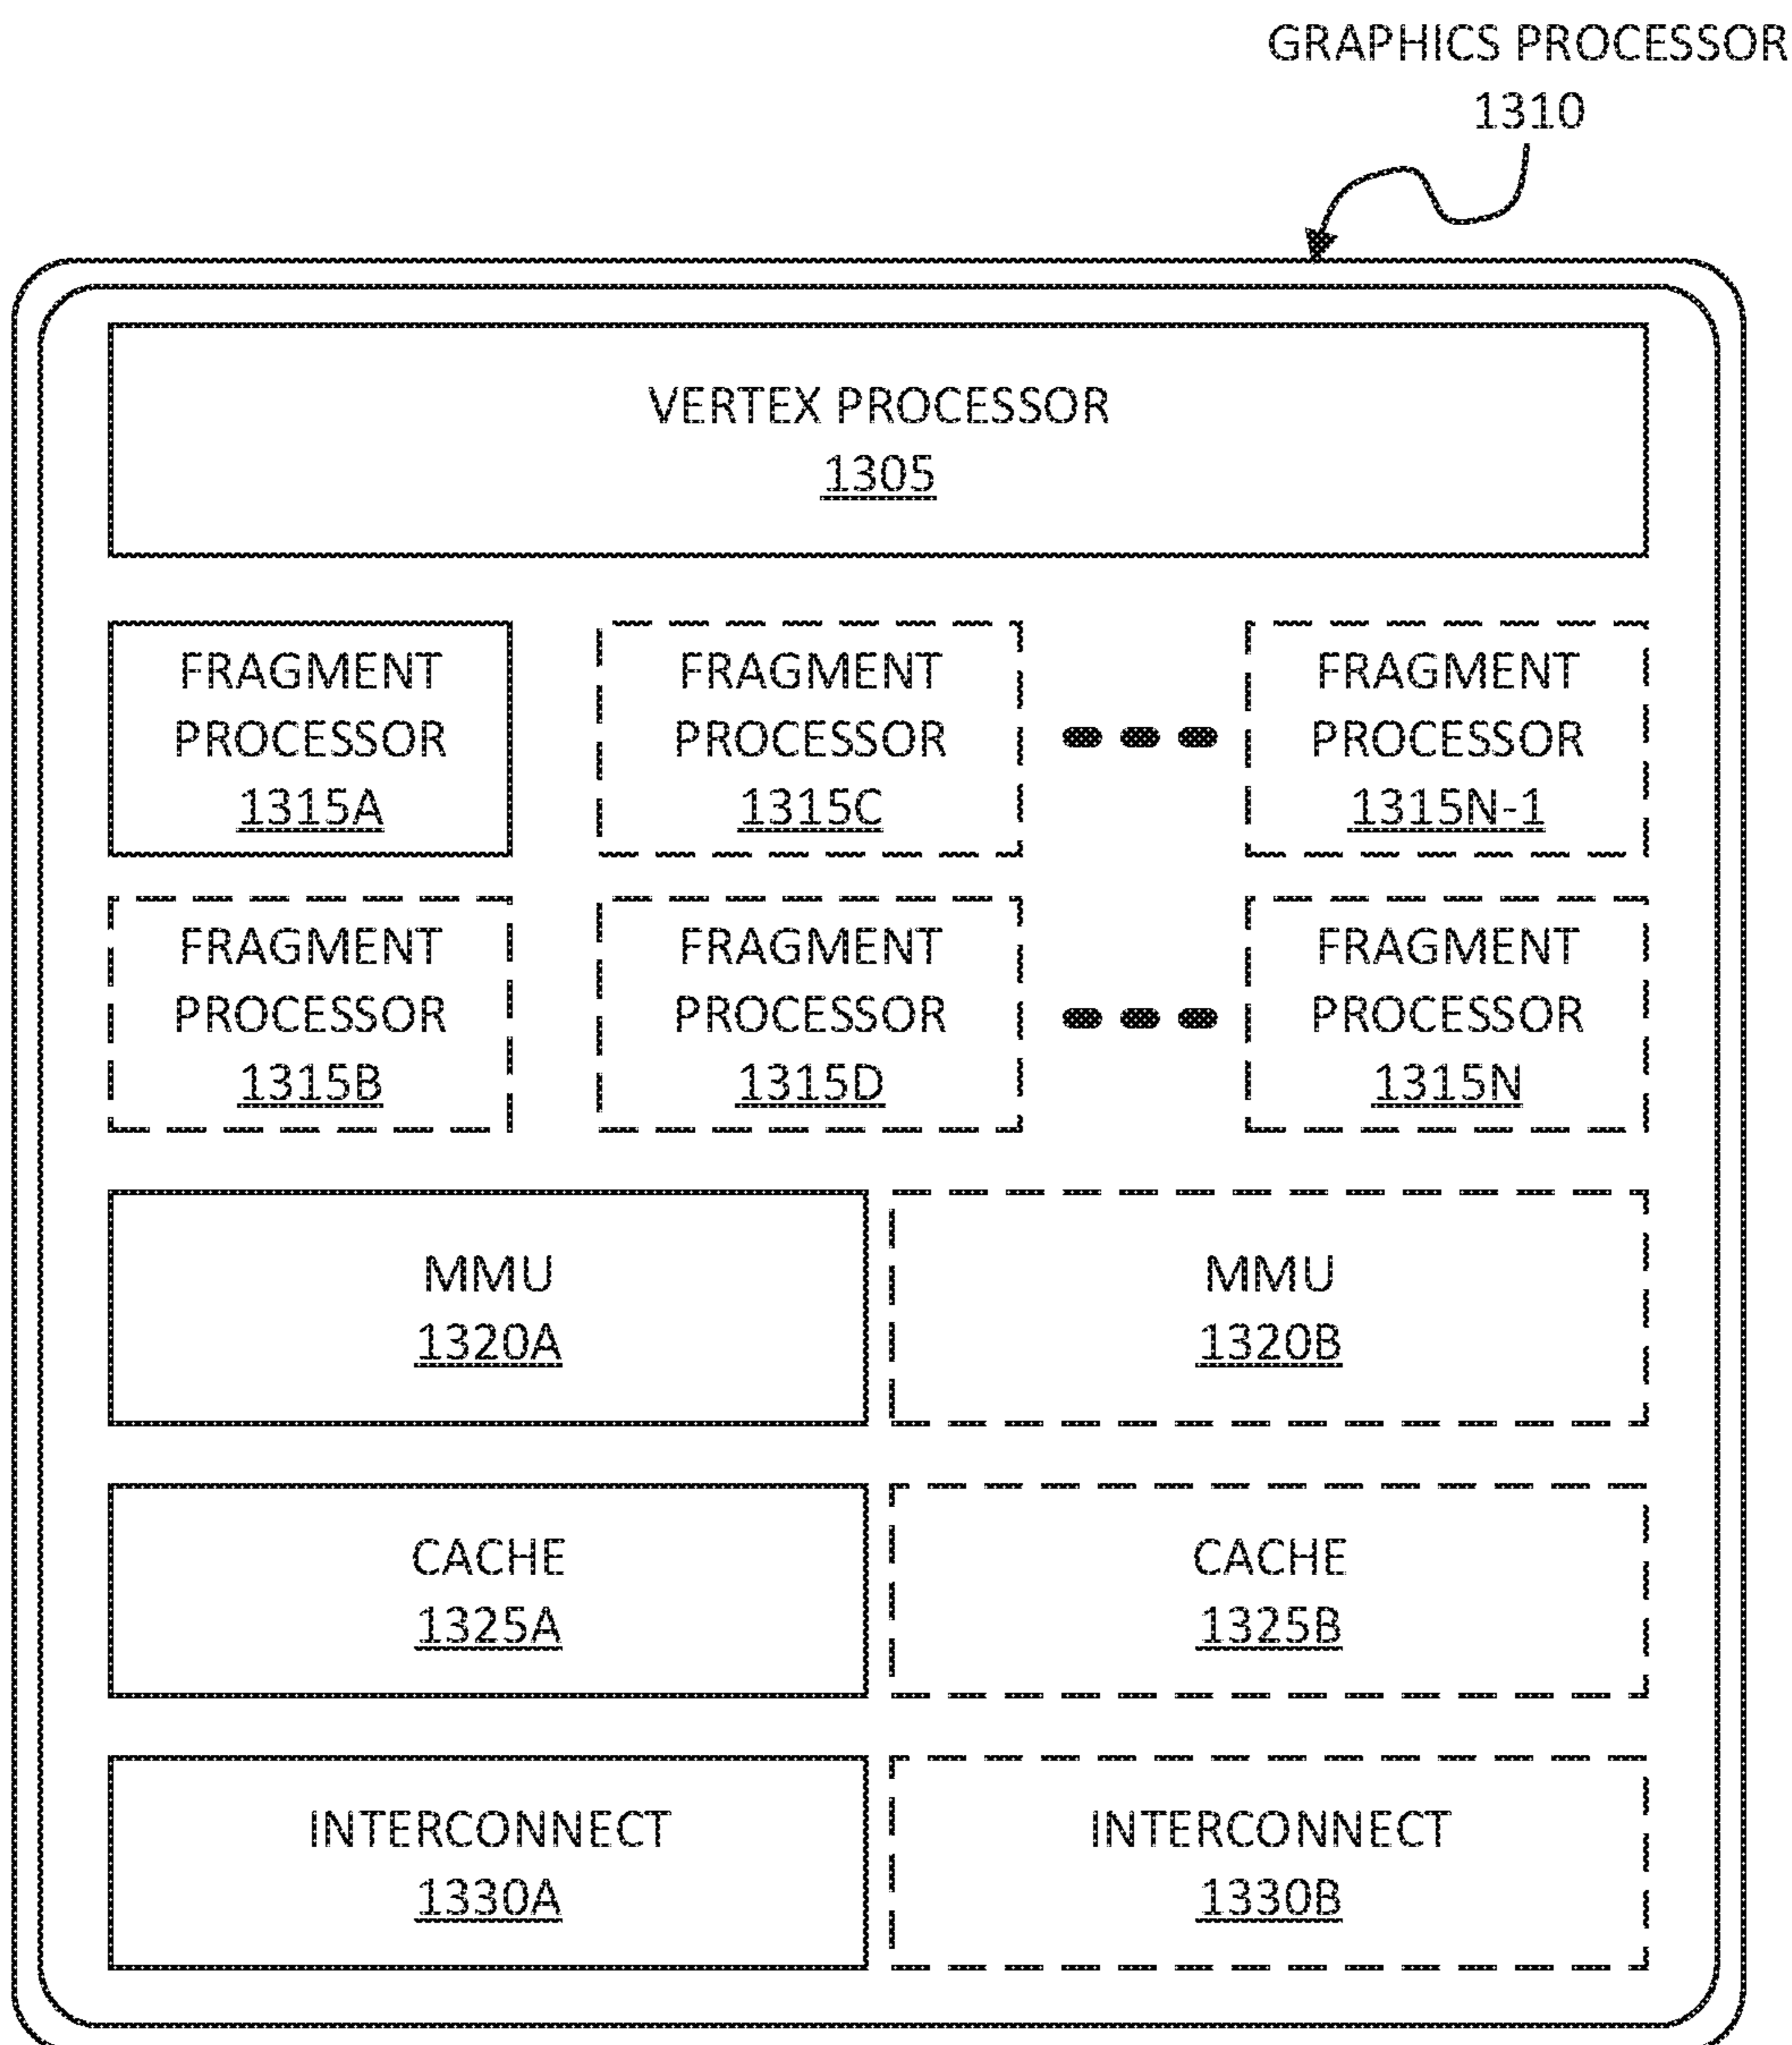 GRAPHICS PROCESSOR
1310
VERTEX PROCESSOR
1305
FRAGMENT
PROCESSOR
1315A
FRAGMENT
PROCESSOR
1315C
FRAGMENT
PROCESSOR
1315N-1
FRAGMENT
PROCESSOR
1315B
FRAGMENT
PROCESSOR
1315D
FRAGMENT
PROCESSOR
1315N
MMU
1320A
MMU
1320B
CACHE
1325A
CACHE
1325B
INTERCONNECT
1330A
INTERCONNECT
1330B